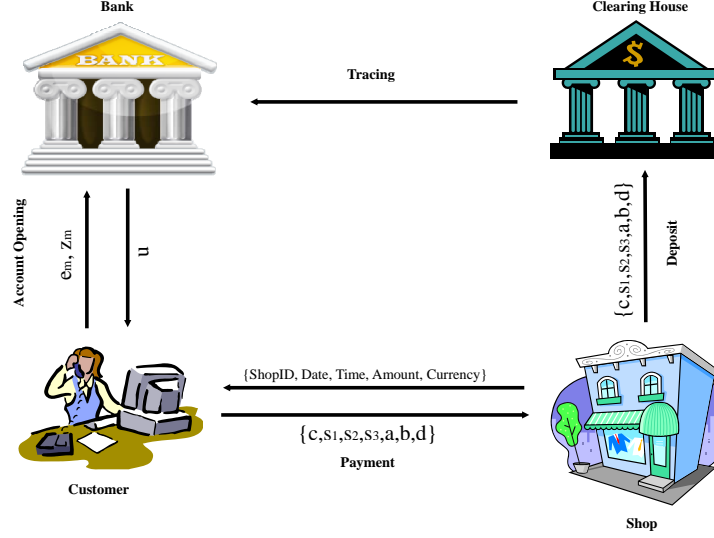 Bank
Clearing House
BANK
$
Tracing
Account Opening
em, zm
u
{c,s1,s2,s3,a,b,d}
Deposit
{ShopID, Date, Time, Amount, Currency}
{c,s1,s2,s3,a,b,d}
Payment
Customer
Shop